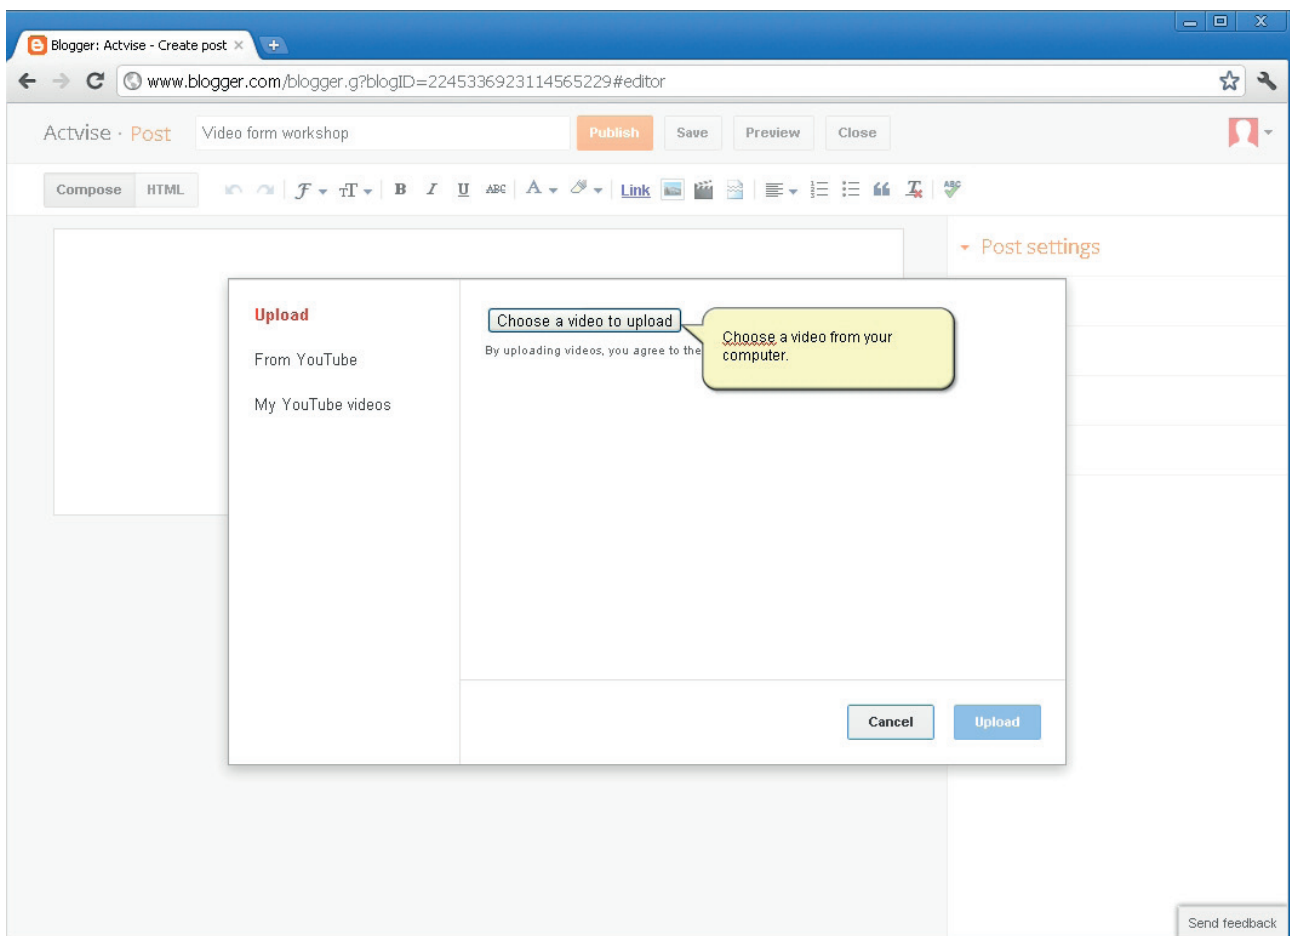 Blogger: Actvise - Create post
www.blogger.com/blogger.g?blogID=2245336923114565229#editor
Actvise · Post Video form workshop Publish Save Preview Close
Compose HTML F TT B I U ABC A Link ABC
Post settings
Upload
From YouTube
My YouTube videos
Choose a video to upload
By uploading videos, you agree to the
Choose a video from your
computer.
Cancel Upload
Send feedback